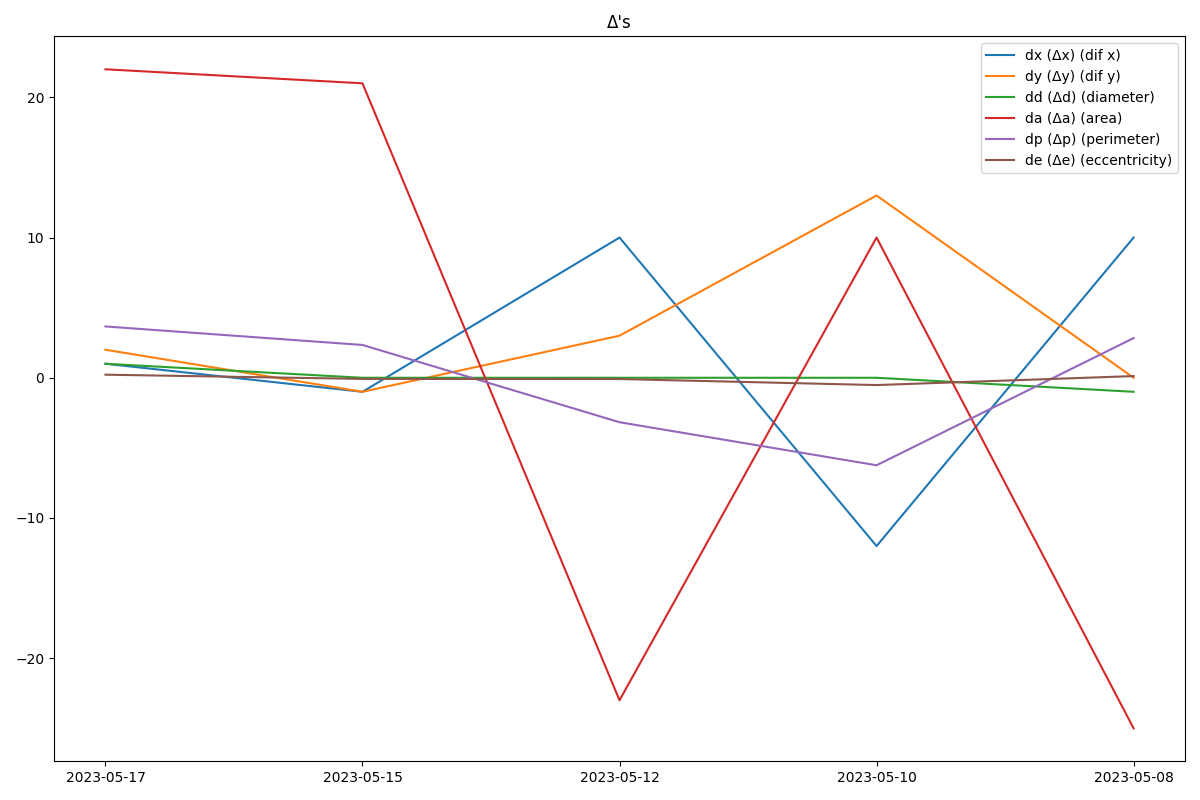 Δ's
dx (Δx) (dif x)
dy (Δy) (dif y)
dd (Δd) (diameter)
da (Δa) (area)
dp (Δp) (perimeter)
de (Δe) (eccentricity)
20
10
0
−10
−20
2023-05-17 2023-05-15 2023-05-12 2023-05-10 2023-05-08